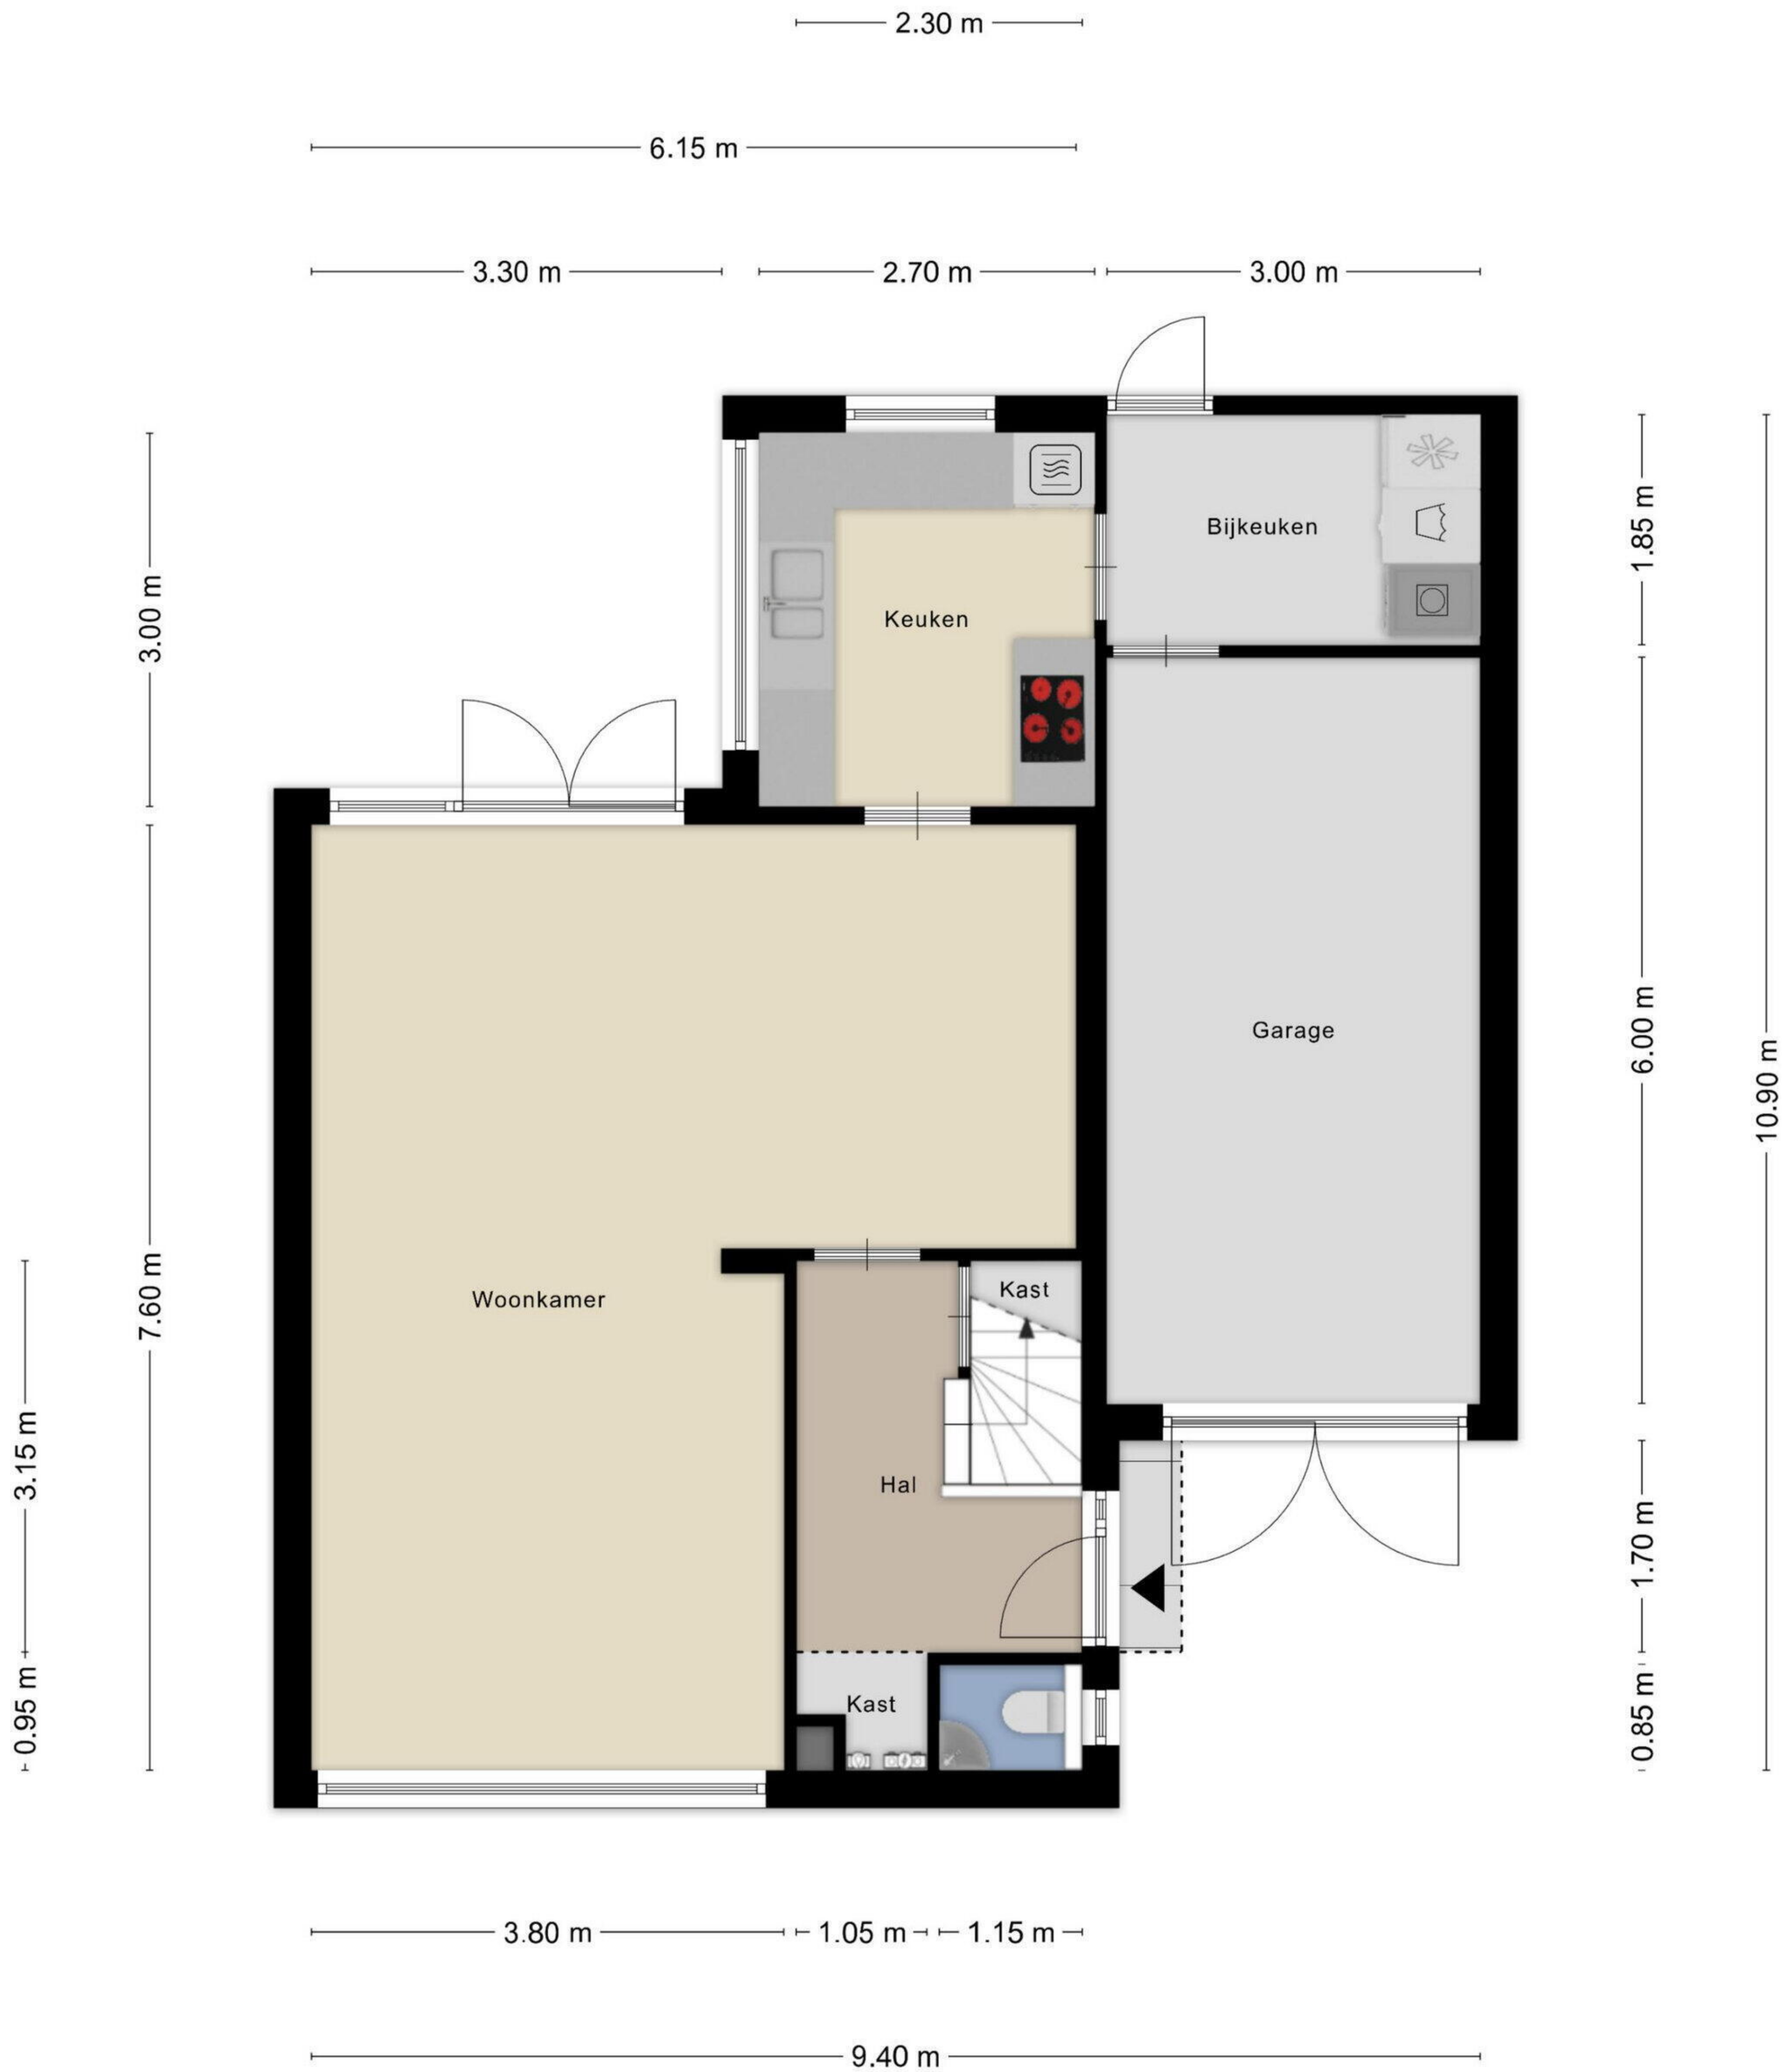 2.30 m
6.15 m
3.30 m
2.70 m
3.00 m
Bijkeuken
1.85 m
3.00 m
Keuken
Garage
6.00 m
10.90 m
7.60 m
Woonkamer
Kast
3.15 m
Hal
1.70 m
0.95 m
Kast
0.85 m
3.80 m
1.05 m
1.15 m
9.40 m